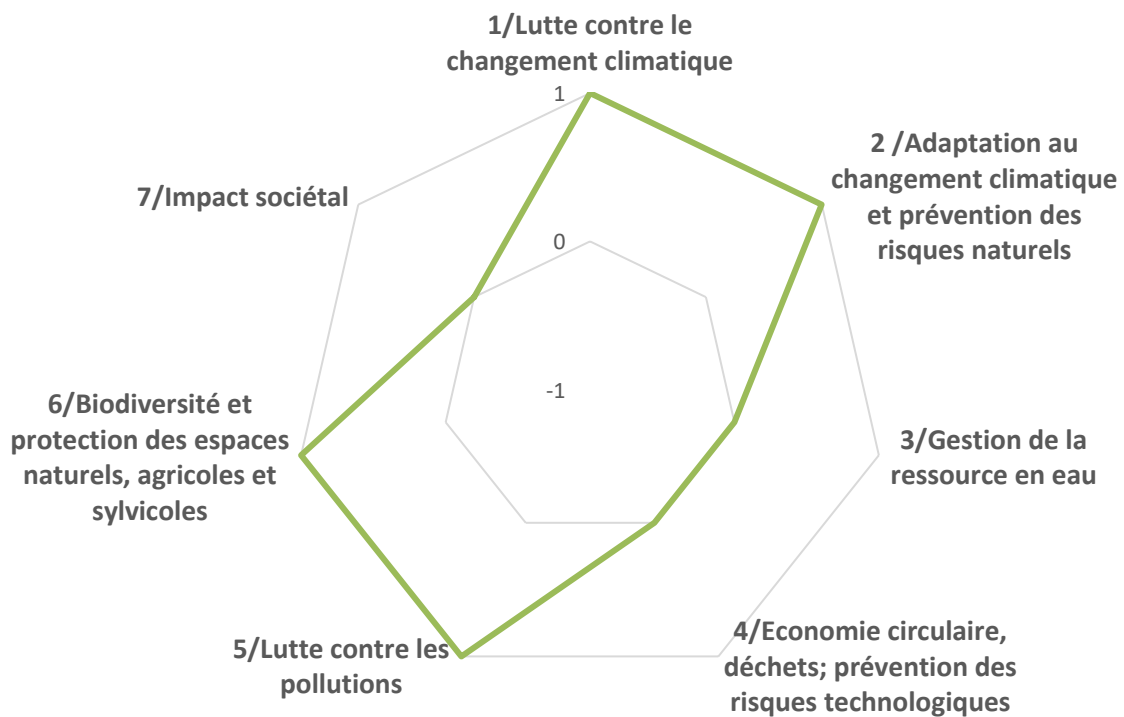 1/Lutte contre le
changement climatique
1
2 /Adaptation au
changement climatique
et prévention des
risques naturels
7/Impact sociétal
0
-1
6/Biodiversité et
protection des espaces
naturels, agricoles et
sylvicoles
3/Gestion de la
ressource en eau
5/Lutte contre les
pollutions
4/Economie circulaire,
déchets; prévention des
risques technologiques